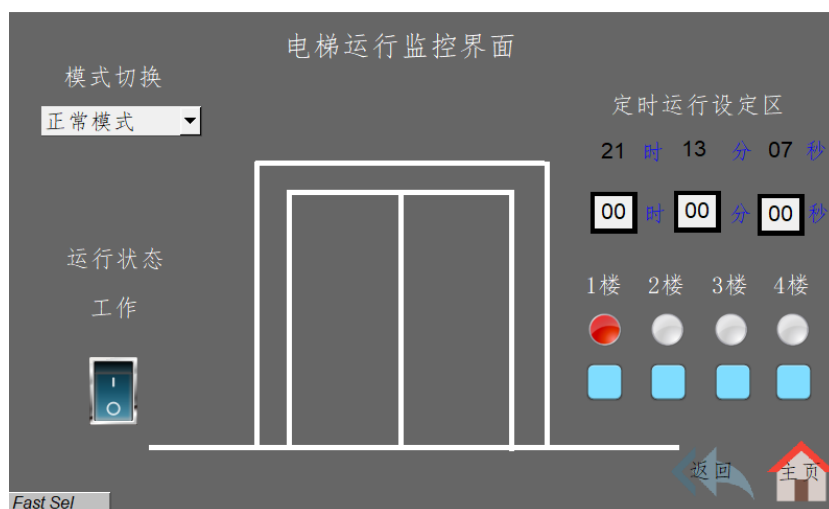 电梯运行监控界面
模式切换
正常模式
定时运行设定区
21 时 13 分 07 秒
00 时 00 分 00 秒
运行状态
工作
1楼 2楼 3楼 4楼
返回 主页
Fast Sel